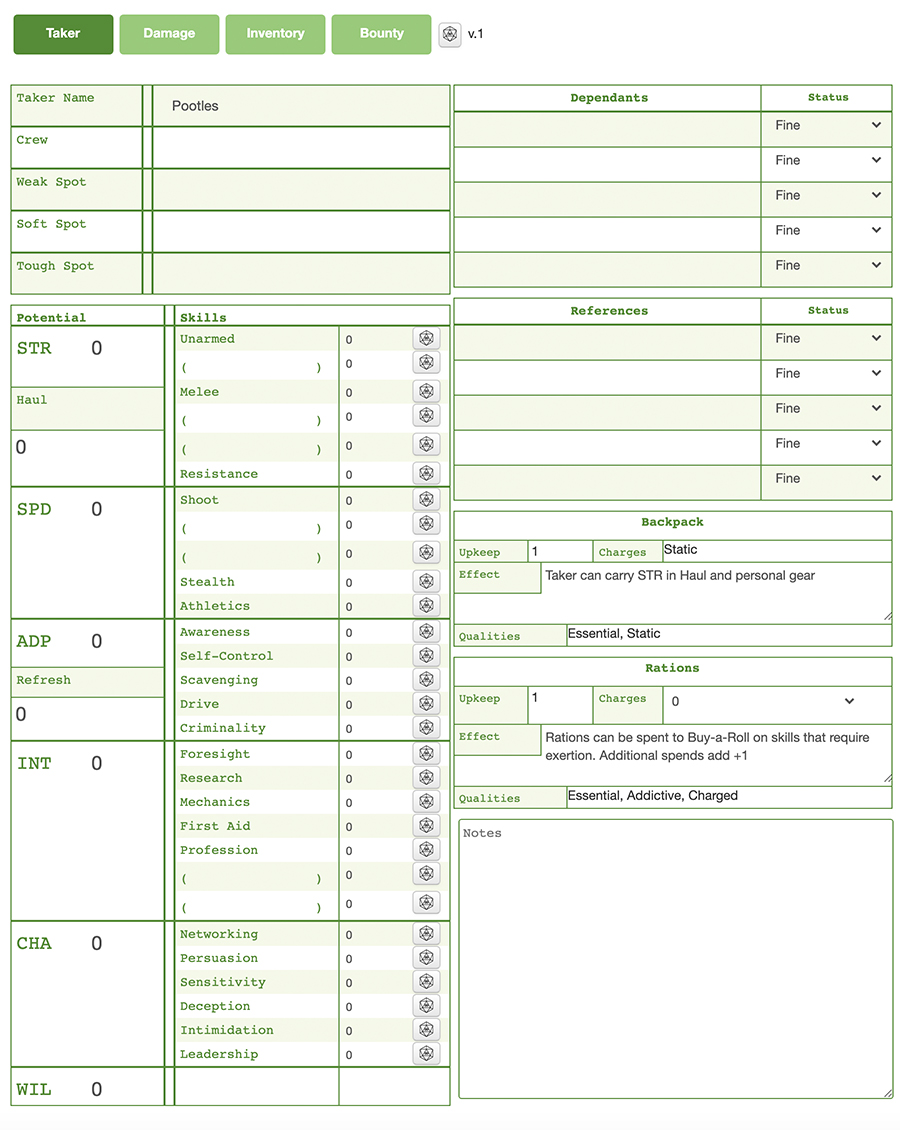 Taker Damage Inventory Bounty v.1
Taker Name Pootles
Crew
Weak Spot
Soft Spot
Tough Spot
Potential Skills
STR 0
Haul
0
Unarmed 0
( ) 0
Melee 0
( ) 0
( ) 0
Resistance 0
SPD 0
Shoot 0
( ) 0
( ) 0
Stealth 0
Athletics 0
ADP 0
Refresh
0
Awareness 0
Self-Control 0
Scavenging 0
Drive 0
Criminality 0
INT 0
Foresight 0
Research 0
Mechanics 0
First Aid 0
Profession 0
( ) 0
( ) 0
CHA 0
Networking 0
Persuasion 0
Sensitivity 0
Deception 0
Intimidation 0
Leadership 0
WIL 0
Dependants Status
Fine
Fine
Fine
Fine
Fine
References Status
Fine
Fine
Fine
Fine
Fine
Backpack
Upkeep 1 Charges Static
Effect Taker can carry STR in Haul and personal gear
Qualities Essential, Static
Rations
Upkeep 1 Charges 0
Effect Rations can be spent to Buy-a-Roll on skills that require
exertion. Additional spends add +1
Qualities Essential, Addictive, Charged
Notes